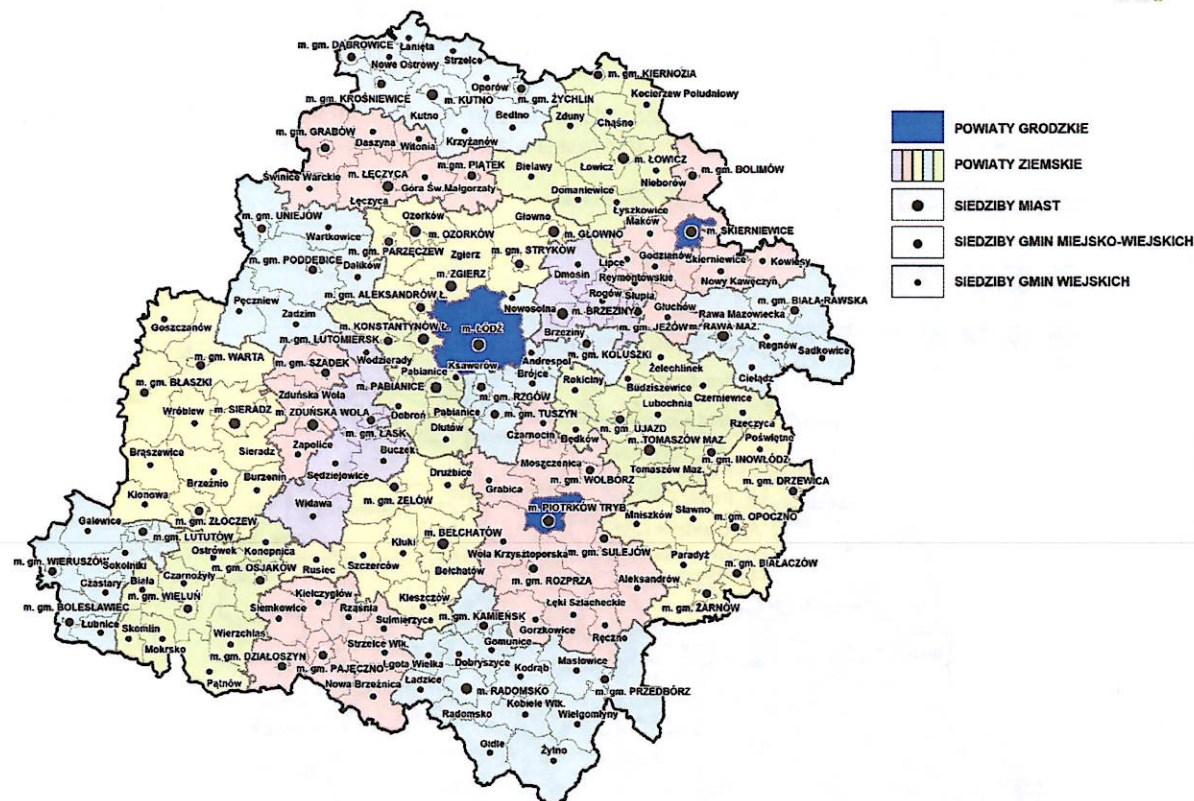 m. gm. DĄBROWICE
Łanięta
Nowe Ostrowy
Strzelce
Oporów
m. gm. KROŚNIEWICE
m. KUTNO
m. gm. ŻYCHLIN
Kutno
Bedlno
Krzyżanów
m. gm. KIERNOZIA
Kocierzew Południowy
Zduny
Chąśno
m. gm. GRABÓW
Daszyna
Witonia
Bielawy
Łowicz
m. ŁOWICZ
m. gm. PIĄTEK
Nieborów
m. gm. BOLIMÓW
Świnice Warckie
m. ŁĘCZYCA
Góra Św.Małgorzaty
Domaniewice
Łęczyca
Łyszkowice
m. gm. UNIEJÓW
Ozorków
Głowno
Maków
m. SKIERNIEWICE
Wartkowice
m. OZORKÓW
m. GŁOWNO
m. gm. PARZĘCZEW
Zgierz
m. gm. STRYKÓW
Lipce
Godzianów
Skierniewice
Kowiesy
m. gm. PODDĘBICE
Dalików
Dmosin
Reymontowskie
Nowy Kawęczyn
m. ZGIERZ
Pęczniew
m. gm. ALEKSANDRÓW Ł.
Nowosolna
Rogów
Słupia
m. gm. BIAŁA RAWSKA
Zadzim
m. BRZEZINY
Głuchów
Rawa Mazowiecka
Goszczanów
m. KONSTANTYNÓW Ł.
m. ŁÓDŹ
Brzeziny
m. gm. JEŻÓW
m. RAWA MAZ.
m. gm. LUTOMIERSK
m. gm. KOLUSZKI
Regnów
Sadkowice
m. gm. WARTA
Wodzierady
Ksawerów
Andrespol
Żelechlinek
Cielądz
m. gm. SZADEK
Pabianice
Brójce
Rokiciny
m. gm. BŁASZKI
m. PABIANICE
m. gm. RZGÓW
Budziszewice
Zduńska Wola
Lubochnia
Czerniewice
Wróblew
m. SIERADZ
m. ZDUŃSKA WOLA
Dobroń
Pabianice
m. gm. TUSZYN
m. gm. UJAZD
Rzeczyca
m. gm. ŁASK
Dłutów
Czarnocin
Będków
m. TOMASZÓW MAZ.
Poświętne
Zapolice
Buczek
Brąszewice
Sieradz
Moszczenica
m. gm. INOWŁÓDZ
Brzeźnio
Sędziejowice
Drużbice
m. gm. WOLBÓRZ
Tomaszów Maz.
m. gm. DRZEWICA
Klonowa
Burzenin
m. gm. ZELÓW
Grabica
Widawa
m. PIOTRKÓW TRYB.
Mniszków
Sławno
Galewice
m. gm. ZŁOCZEW
m. gm. OPOCZNO
m. gm. LUTUTÓW
m. BEŁCHATÓW
Ostrówek
Konopnica
Kluki
Wola Krzysztoporska
m. gm. SULEJÓW
Paradyż
m. gm. WIERUSZÓW
Sokolniki
m. gm. OSJAKÓW
Rusiec
Szczerców
Bełchatów
m. gm. BIAŁACZÓW
Biała
Czarnożyły
m. gm. ROZPRZA
Aleksandrów
Czastary
m. gm. WIELUŃ
Kiełczygłów
Kleszczów
m. gm. ŻARNÓW
m. gm. BOLESŁAWIEC
Siemkowice
Rząśnia
Łęki Szlacheckie
Łubnice
Sulmierzyce
m. gm. KAMIEŃSK
Gorzkowice
Ręczno
Skomlin
Wierzchlas
Strzelce Wlk.
Gomunice
Mokrsko
m. gm. DZIAŁOSZYN
Lgota Wielka
Dobryszyce
Masłowice
m. gm. PAJĘCZNO
Kodrąb
Pątnów
Ładzice
m. RADOMSKO
m. gm. PRZEDBÓRZ
Nowa Brzeźnica
Kobiele Wlk.
Radomsko
Wielgomłyny
Gidle
Żytno
POWIATY GRODZKIE
POWIATY ZIEMSKIE
SIEDZIBY MIAST
SIEDZIBY GMIN MIEJSKO-WIEJSKICH
SIEDZIBY GMIN WIEJSKICH